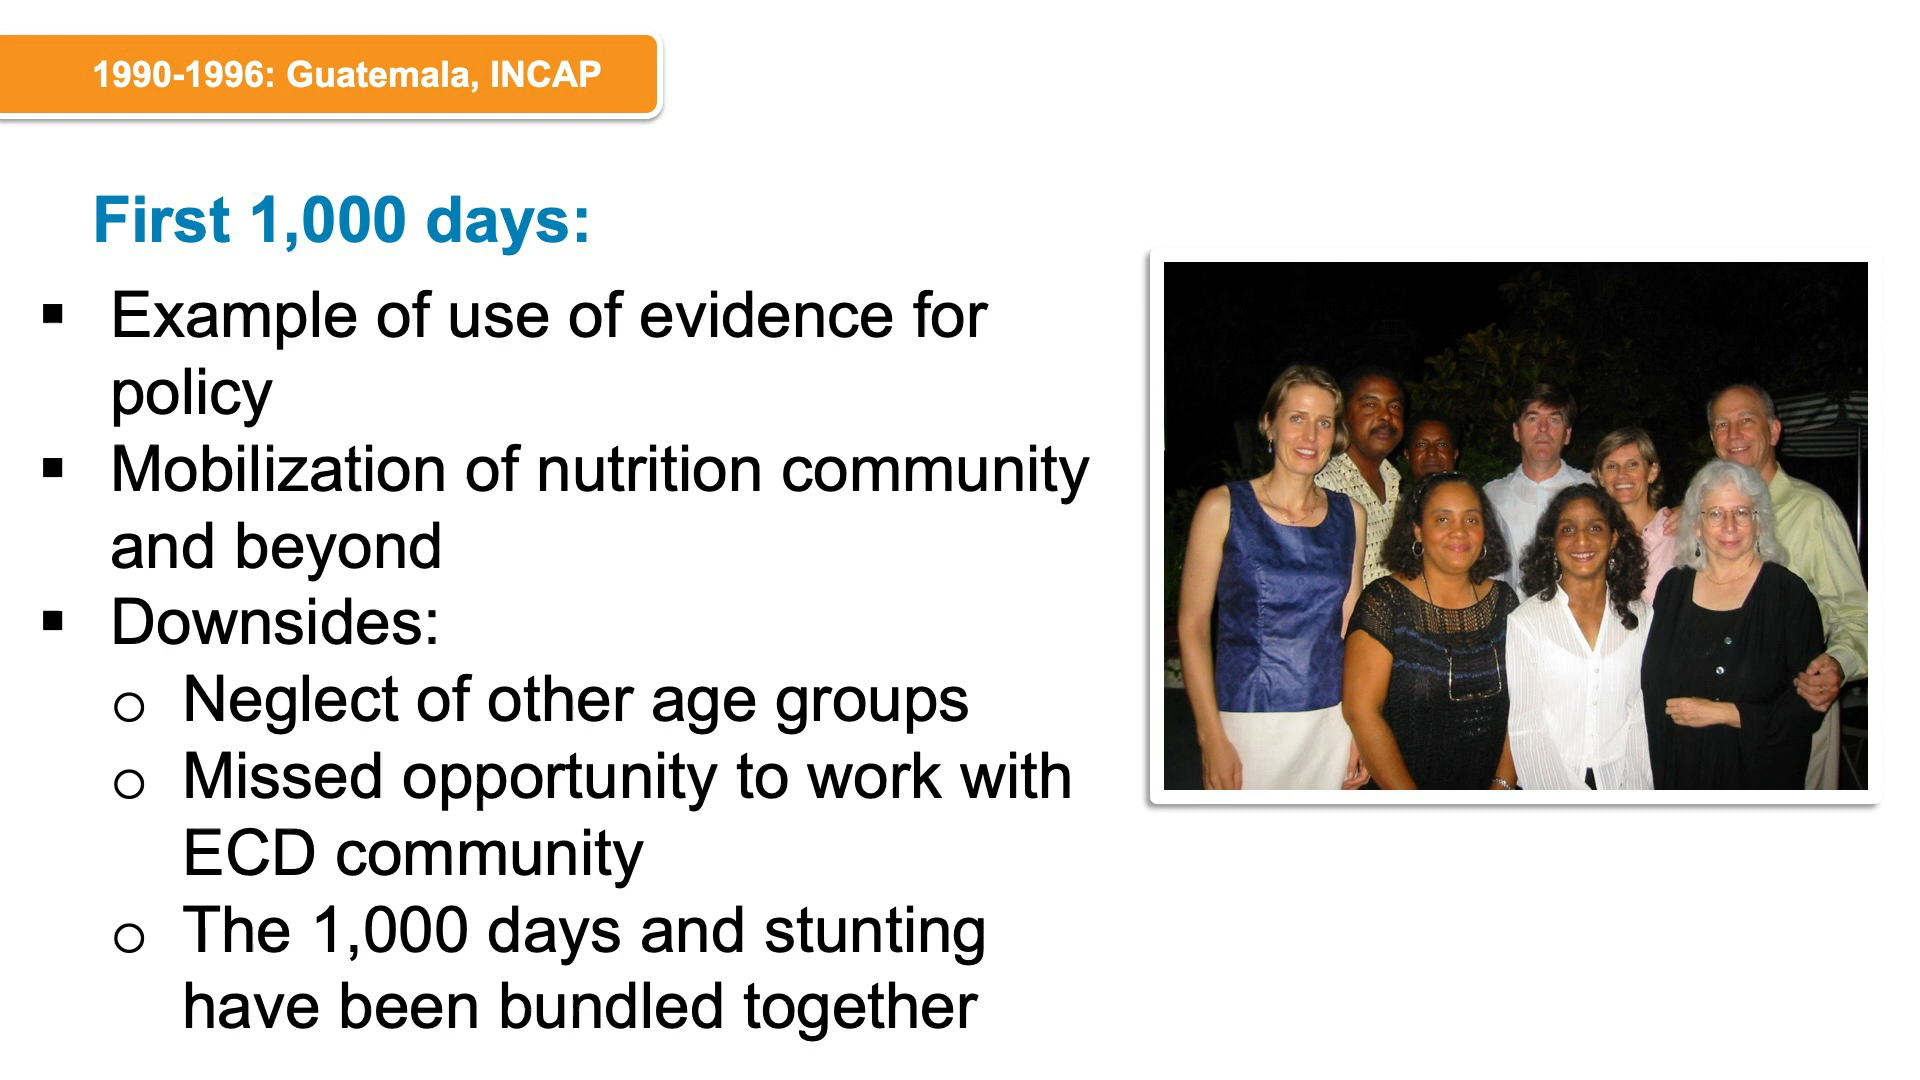 1990-1996: Guatemala, INCAP
First 1,000 days:
▪ Example of use of evidence for
policy
▪ Mobilization of nutrition community
and beyond
▪ Downsides:
o Neglect of other age groups
o Missed opportunity to work with
ECD community
o The 1,000 days and stunting
have been bundled together